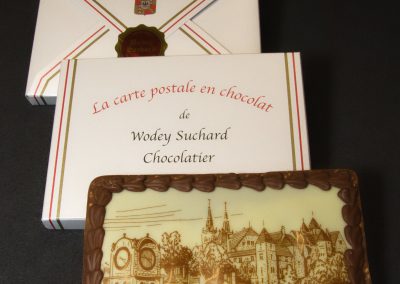 La carte postale en chocolat
de
Wodey Suchard
Chocolatier